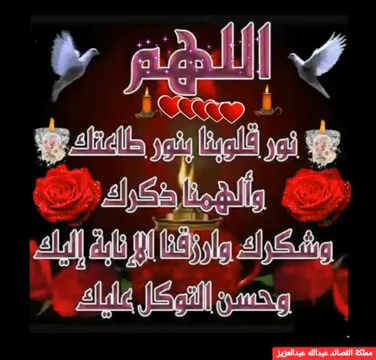 اللهم
نور قلوبنا بنور طاعتك
وألهمنا ذكرك
وشكرك وارزقنا الإنابة إليك
وحسن التوكل عليك
مملكة القصائد عبدالله عبدالعزيز